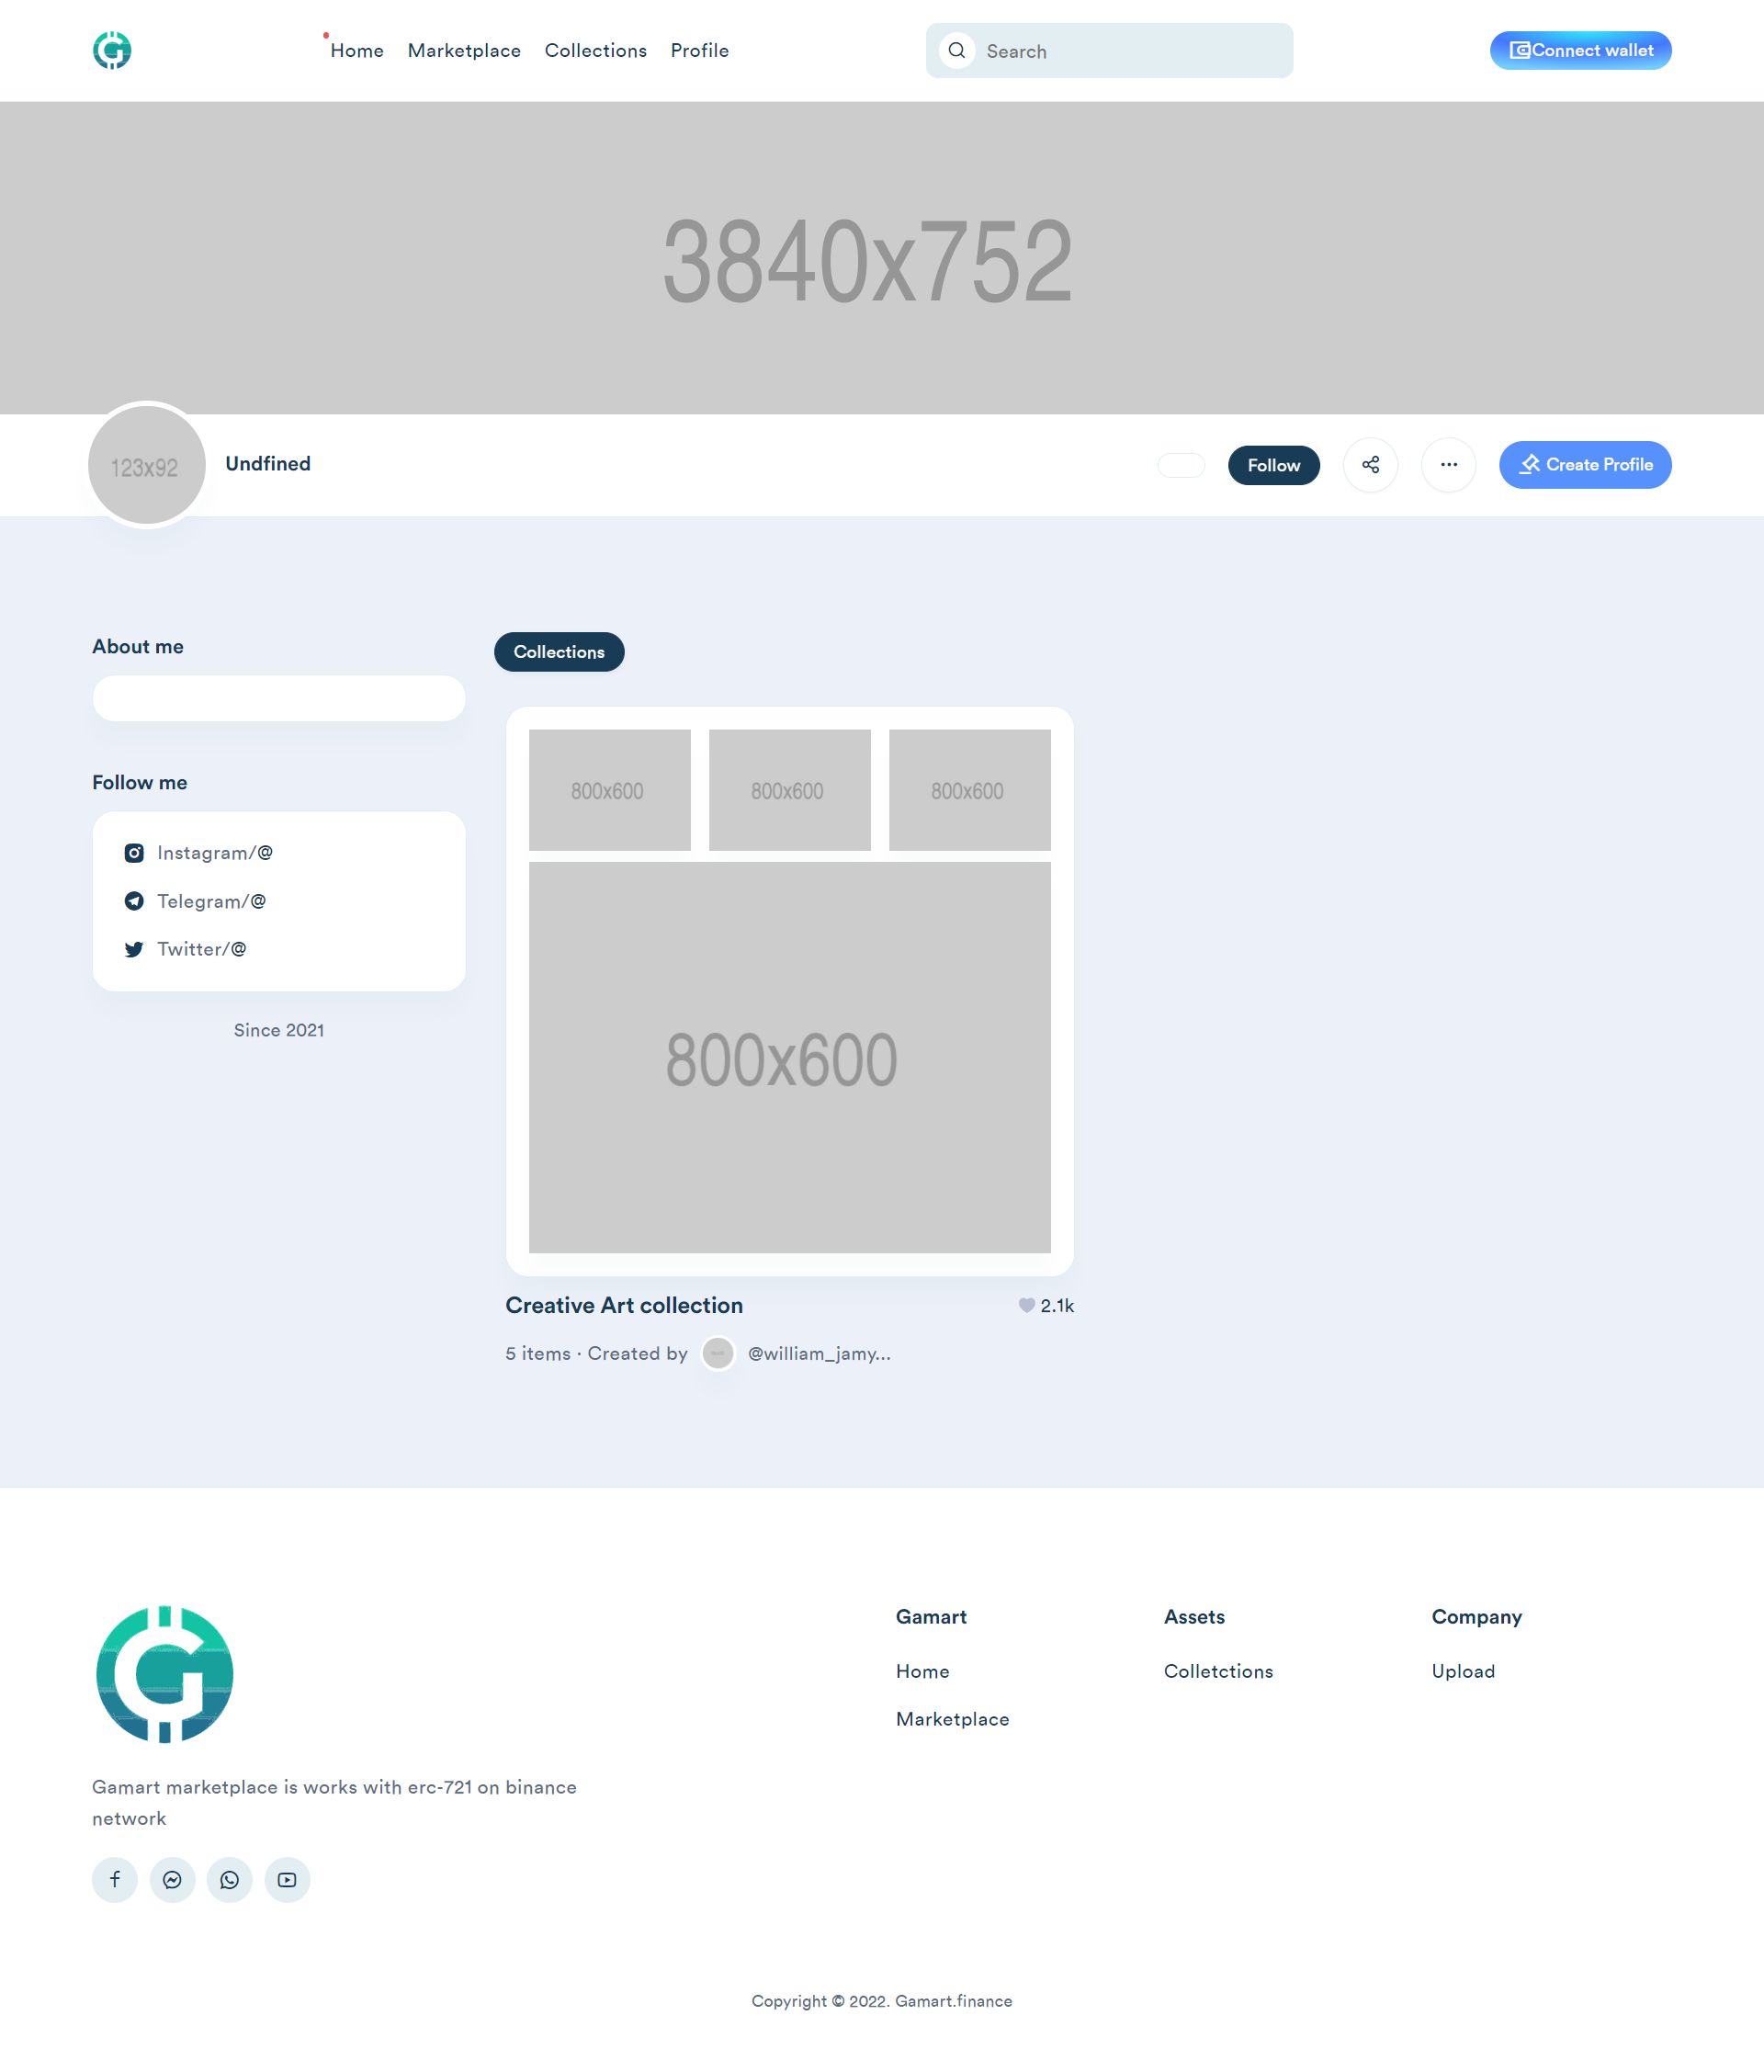 Home Marketplace Collections Profile
Search
Connect wallet
3840x752
123x92
Undfined
Follow
Create Profile
About me
Follow me
Instagram/@
Telegram/@
Twitter/@
Since 2021
Collections
800x600 800x600 800x600
800x600
Creative Art collection
2.1k
5 items · Created by @william_jamy...
Gamart marketplace is works with erc-721 on binance
network
Gamart
Home
Marketplace
Assets
Colletctions
Company
Upload
Copyright © 2022. Gamart.finance